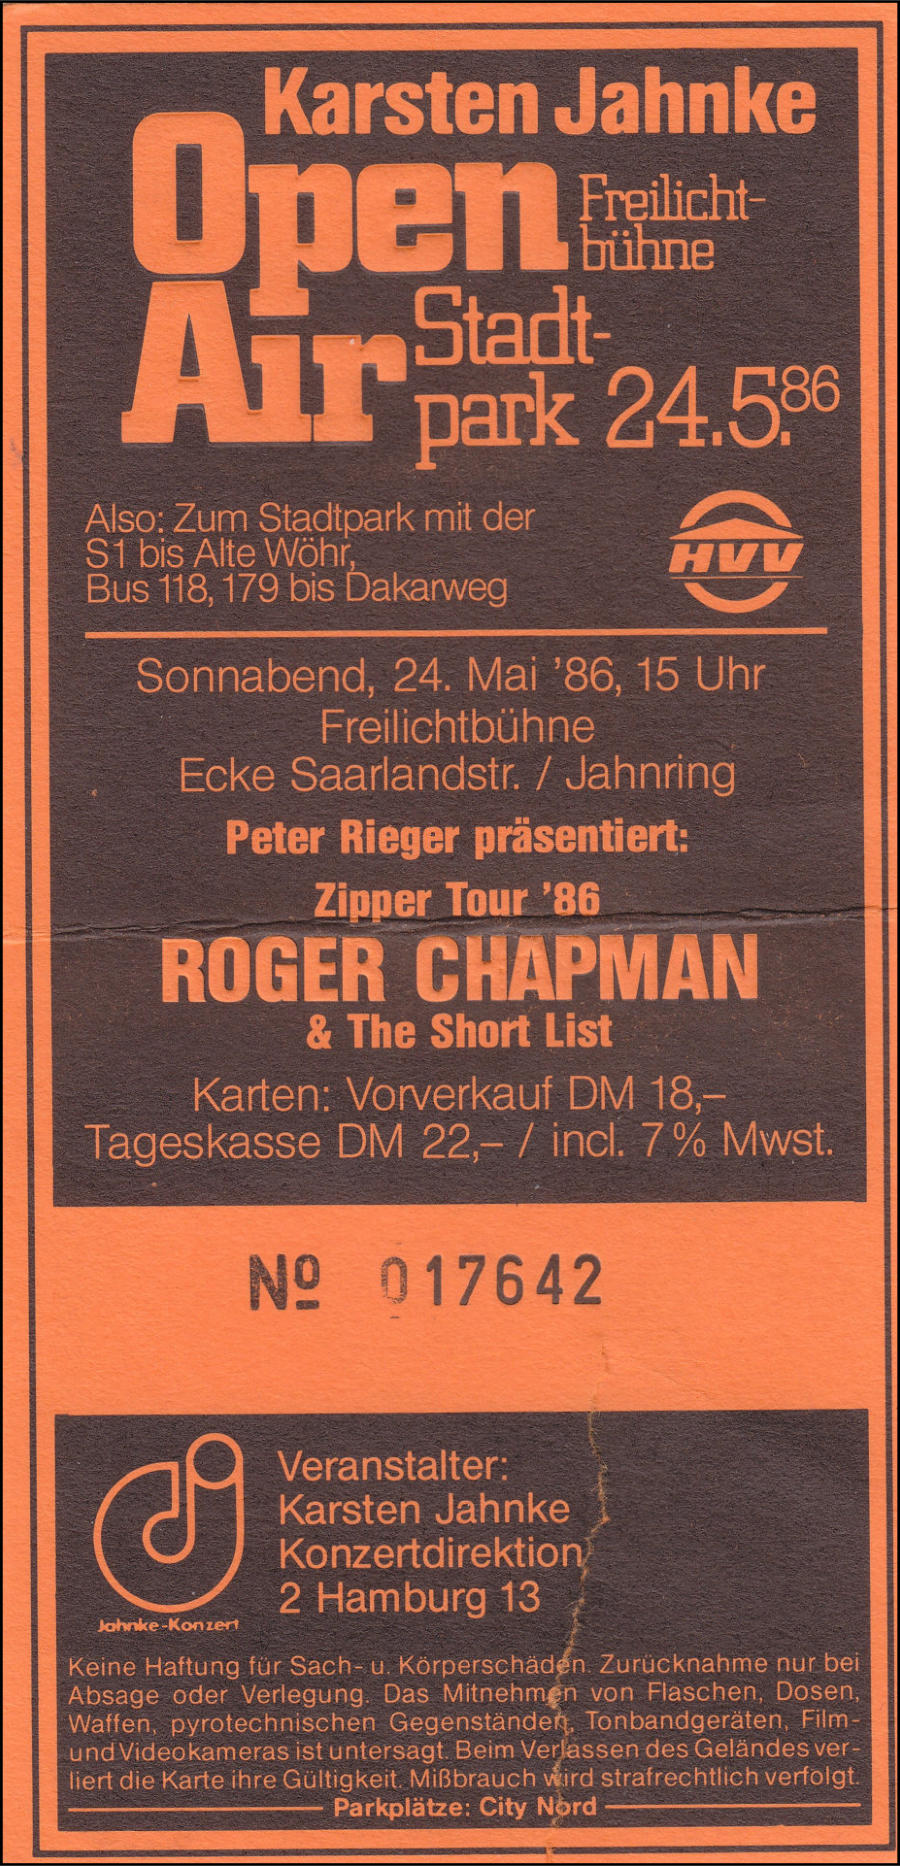 Karsten Jahnke
Open
Air
Freilicht-
bühne
Stadt-
park 24.5.86
Also: Zum Stadtpark mit der
S1 bis Alte Wöhr,
Bus 118, 179 bis Dakarweg
HVV
Sonnabend, 24. Mai '86, 15 Uhr
Freilichtbühne
Ecke Saarlandstr. / Jahnring
Peter Rieger präsentiert:
Zipper Tour '86
ROGER CHAPMAN
& The Short List
Karten: Vorverkauf DM 18,–
Tageskasse DM 22,– / incl. 7% Mwst.
Nº 017642
Veranstalter:
Karsten Jahnke
Konzertdirektion
2 Hamburg 13
Jahnke-Konzert
Keine Haftung für Sach- u. Körperschäden. Zurücknahme nur bei
Absage oder Verlegung. Das Mitnehmen von Flaschen, Dosen,
Waffen, pyrotechnischen Gegenständen, Tonbandgeräten, Film-
und Videokameras ist untersagt. Beim Verlassen des Geländes ver-
liert die Karte ihre Gültigkeit. Mißbrauch wird strafrechtlich verfolgt.
Parkplätze: City Nord